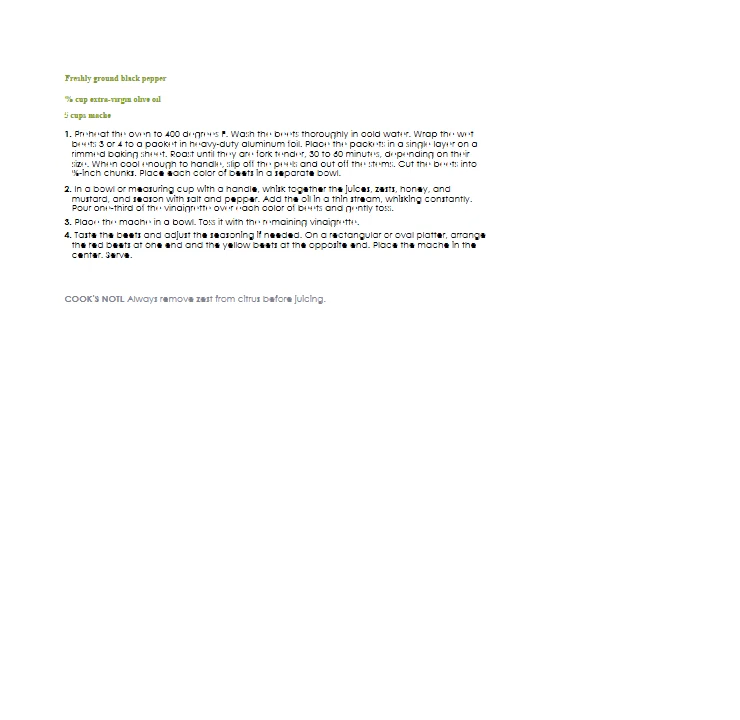 Freshly ground black pepper
% cup extra-virgin olive oil
5 cups mache
1. Preheat the oven to 400 degrees F. Wash the beets thoroughly in cold water. Wrap the wet
beets 3 or 4 to a packet in heavy-duty aluminum foil. Place the packets in a single layer on a
rimmed baking sheet. Roast until they are fork tender, 30 to 60 minutes, depending on their
size. When cool enough to handle, slip off the peels and cut off the stems. Cut the beets into
%-inch chunks. Place each color of beets in a separate bowl.
2. In a bowl or measuring cup with a handle, whisk together the juices, zests, honey, and
mustard, and season with salt and pepper. Add the oil in a thin stream, whisking constantly.
Pour one-third of the vinaigrette over each color of beets and gently toss.
3. Place the mache in a bowl. Toss it with the remaining vinaigrette.
4. Taste the beets and adjust the seasoning if needed. On a rectangular or oval platter, arrange
the red beets at one end and the yellow beets at the opposite end. Place the mache in the
center. Serve.
COOK'S NOTL Always remove zest from citrus before juicing.